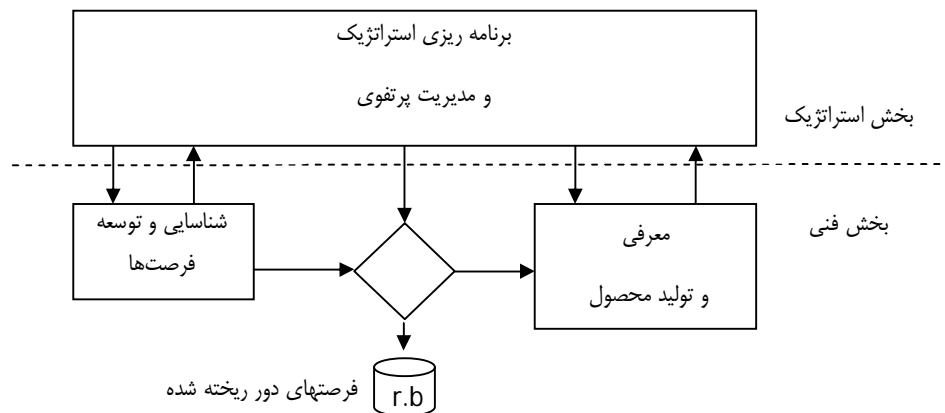 برنامه ریزی استراتژیک
و مدیریت پرتفوی
بخش استراتژیک
بخش فنی
شناسایی و توسعه
فرصت‌ها
معرفی
و تولید محصول
فرصتهای دور ریخته شده
r.b